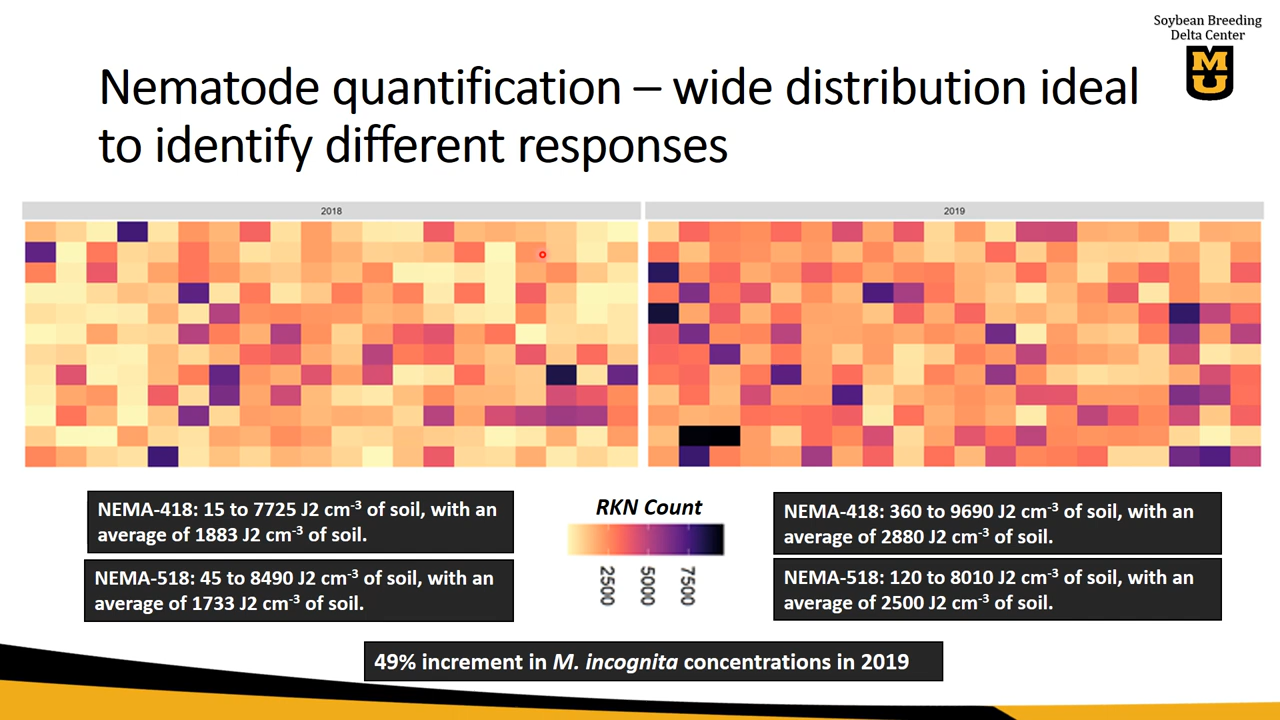 Soybean Breeding
Delta Center
MU
Nematode quantification – wide distribution ideal
to identify different responses
2018
2019
NEMA-418: 15 to 7725 J2 cm⁻³ of soil, with an
average of 1883 J2 cm⁻³ of soil.
NEMA-518: 45 to 8490 J2 cm⁻³ of soil, with an
average of 1733 J2 cm⁻³ of soil.
RKN Count
2500
5000
7500
NEMA-418: 360 to 9690 J2 cm⁻³ of soil, with an
average of 2880 J2 cm⁻³ of soil.
NEMA-518: 120 to 8010 J2 cm⁻³ of soil, with an
average of 2500 J2 cm⁻³ of soil.
49% increment in M. incognita concentrations in 2019